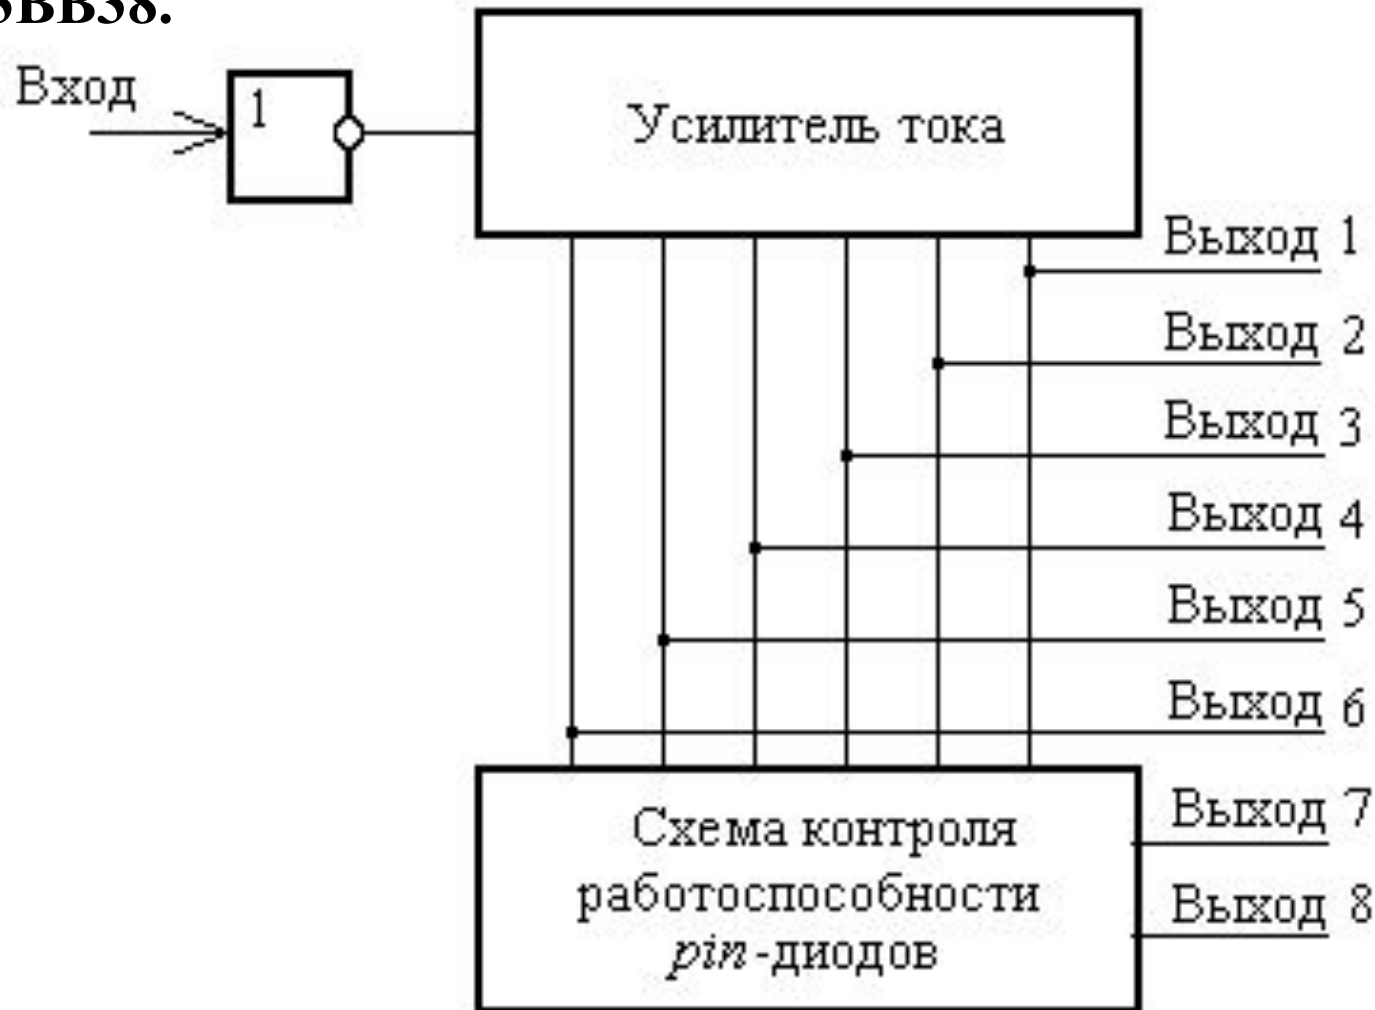 Вход
1
Усилитель тока
Выход 1
Выход 2
Выход 3
Выход 4
Выход 5
Выход 6
Схема контроля
работоспособности
pin-диодов
Выход 7
Выход 8